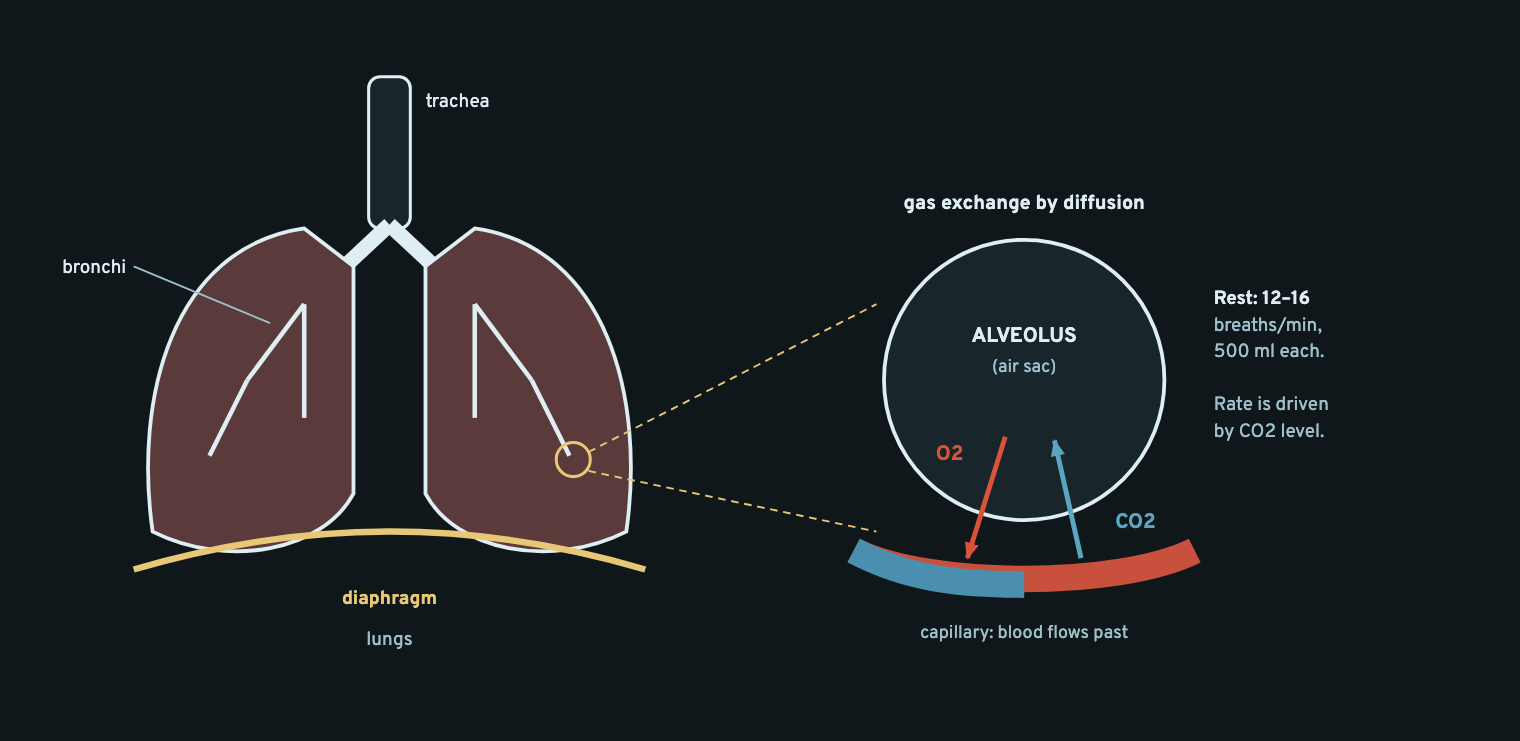 trachea
bronchi
diaphragm
lungs
gas exchange by diffusion
ALVEOLUS
(air sac)
O2
CO2
capillary: blood flows past
Rest: 12–16
breaths/min,
500 ml each.
Rate is driven
by CO2 level.